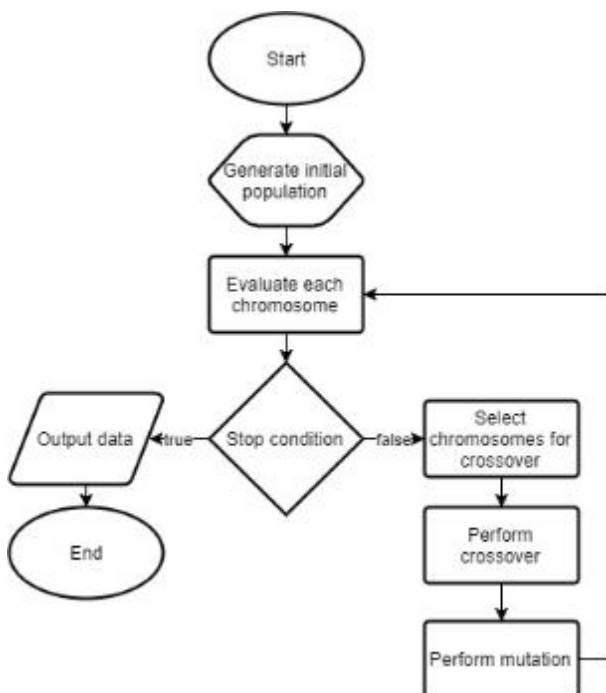 Start
Generate initial
population
Evaluate each
chromosome
Stop condition
true
Output data
End
false
Select
chromosomes for
crossover
Perform
crossover
Perform mutation